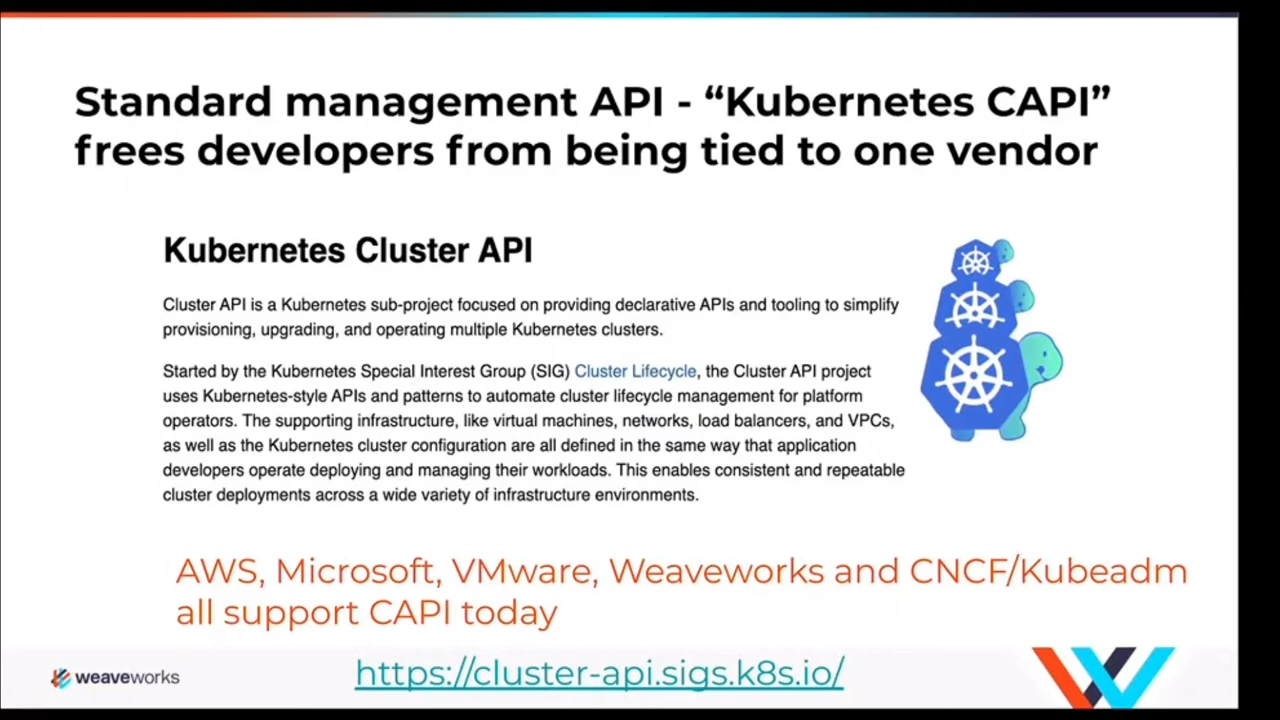 Standard management API - “Kubernetes CAPI”
frees developers from being tied to one vendor
Kubernetes Cluster API
Cluster API is a Kubernetes sub-project focused on providing declarative APIs and tooling to simplify
provisioning, upgrading, and operating multiple Kubernetes clusters.
Started by the Kubernetes Special Interest Group (SIG) Cluster Lifecycle, the Cluster API project
uses Kubernetes-style APIs and patterns to automate cluster lifecycle management for platform
operators. The supporting infrastructure, like virtual machines, networks, load balancers, and VPCs,
as well as the Kubernetes cluster configuration are all defined in the same way that application
developers operate deploying and managing their workloads. This enables consistent and repeatable
cluster deployments across a wide variety of infrastructure environments.
AWS, Microsoft, VMware, Weaveworks and CNCF/Kubeadm
all support CAPI today
weaveworks
https://cluster-api.sigs.k8s.io/